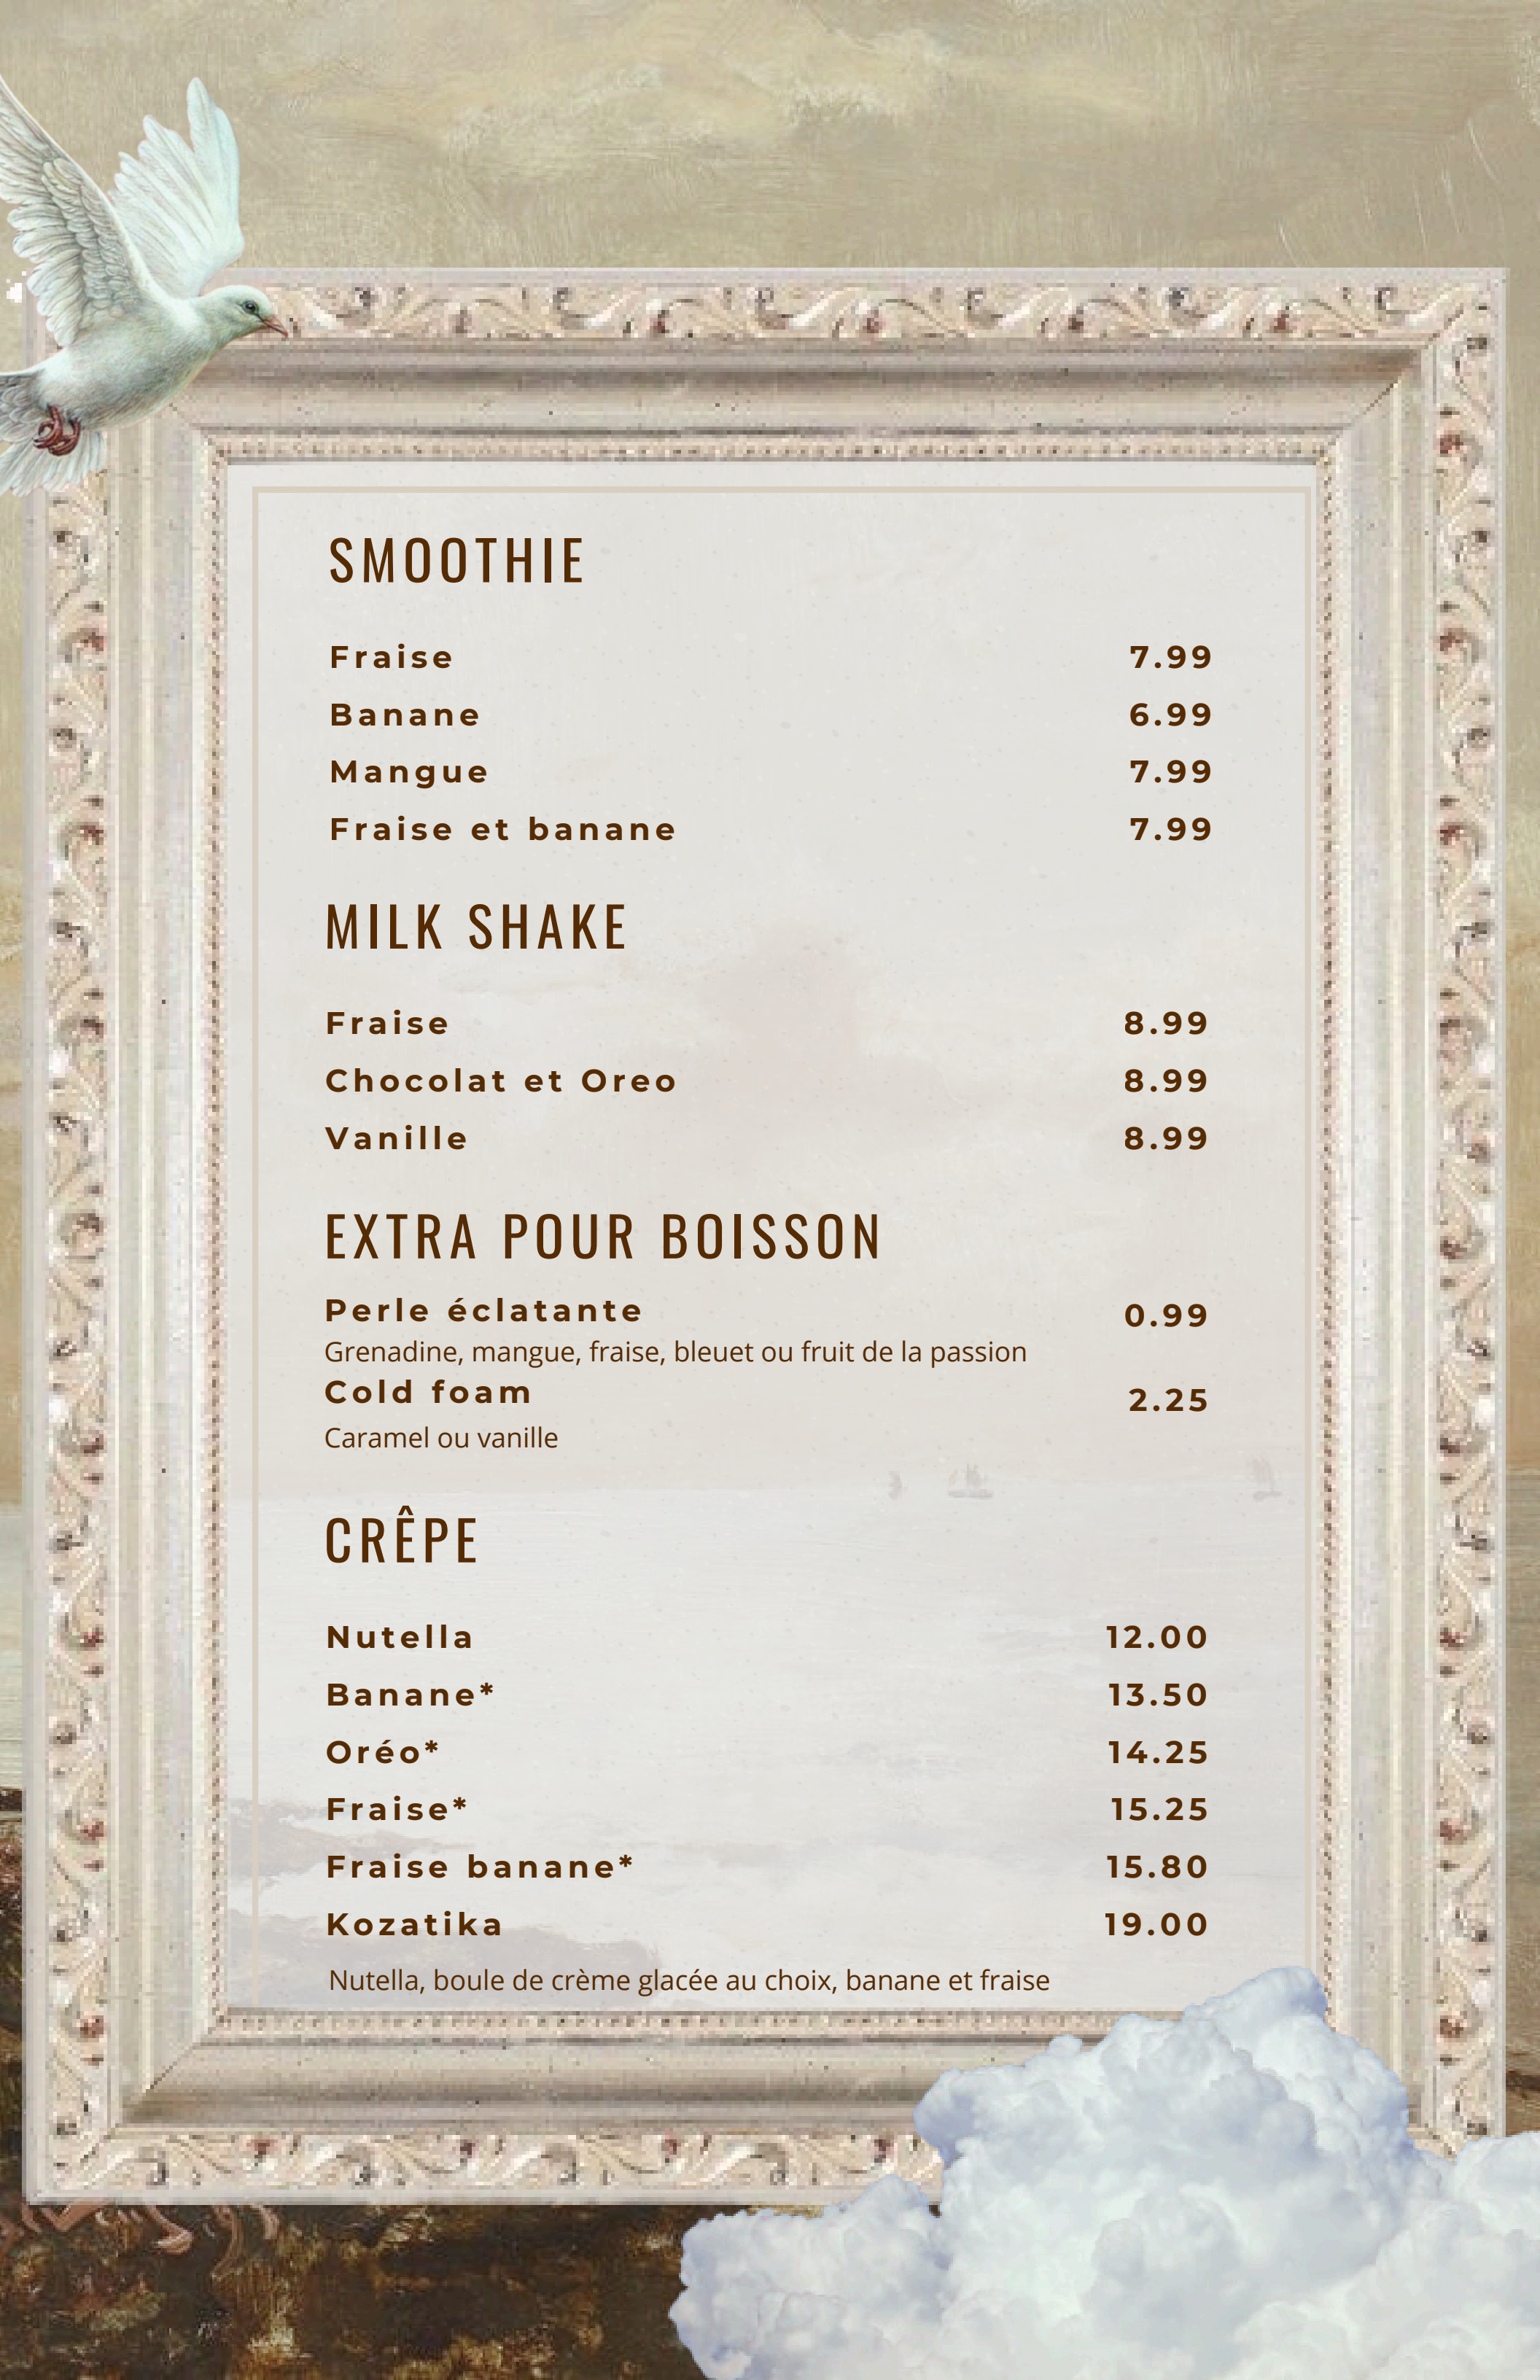 SMOOTHIE
Fraise 7.99
Banane 6.99
Mangue 7.99
Fraise et banane 7.99
MILK SHAKE
Fraise 8.99
Chocolat et Oreo 8.99
Vanille 8.99
EXTRA POUR BOISSON
Perle éclatante 0.99
Grenadine, mangue, fraise, bleuet ou fruit de la passion
Cold foam 2.25
Caramel ou vanille
CRÊPE
Nutella 12.00
Banane* 13.50
Oréo* 14.25
Fraise* 15.25
Fraise banane* 15.80
Kozatika 19.00
Nutella, boule de crème glacée au choix, banane et fraise